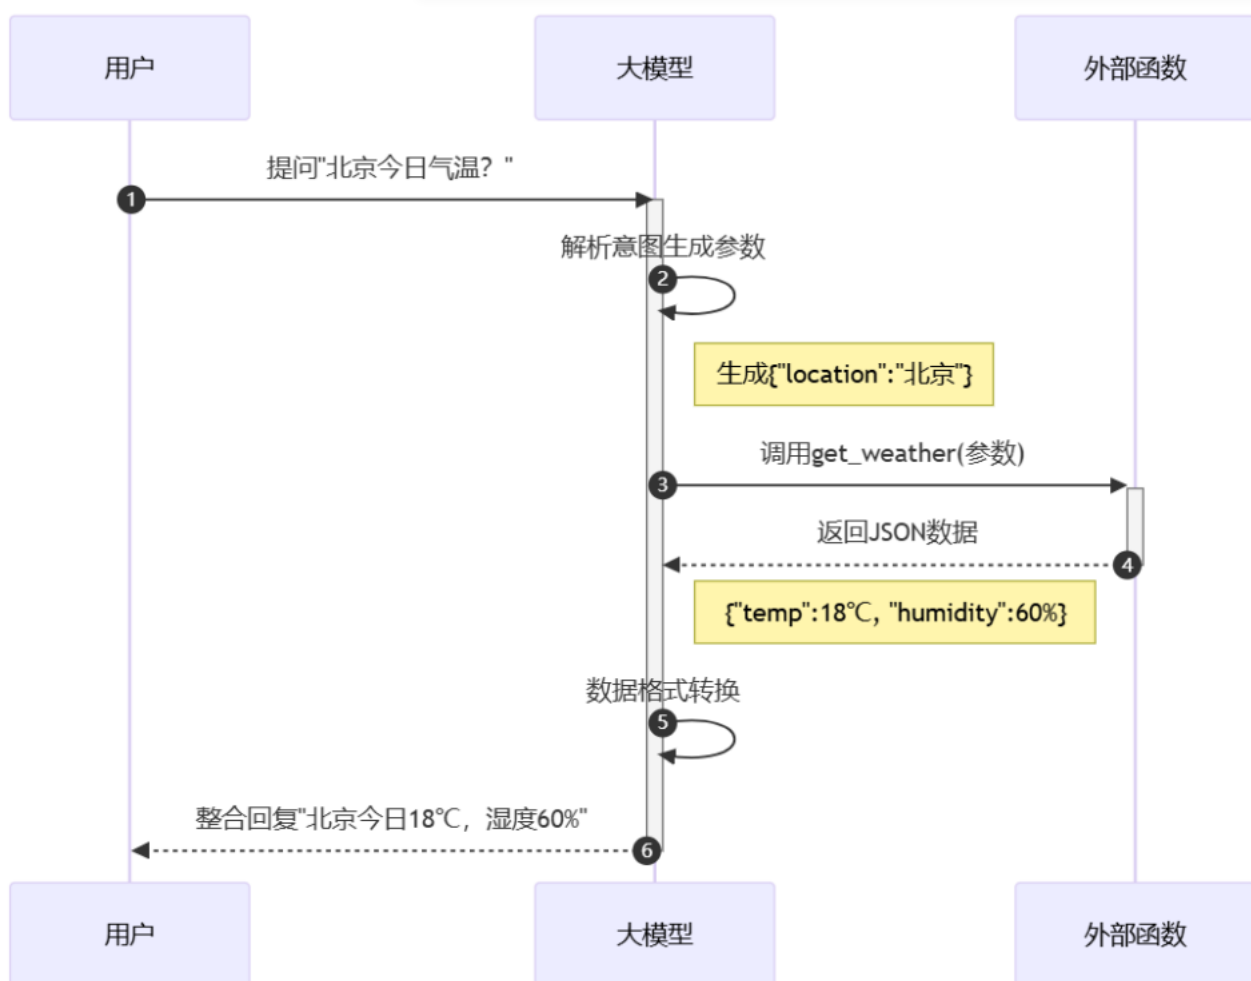 用户 大模型 外部函数
提问"北京今日气温？"
1
解析意图生成参数
2
生成{"location":"北京"}
调用get_weather(参数)
3
返回JSON数据
4
{"temp":18℃, "humidity":60%}
数据格式转换
5
整合回复"北京今日18℃，湿度60%"
6
用户 大模型 外部函数